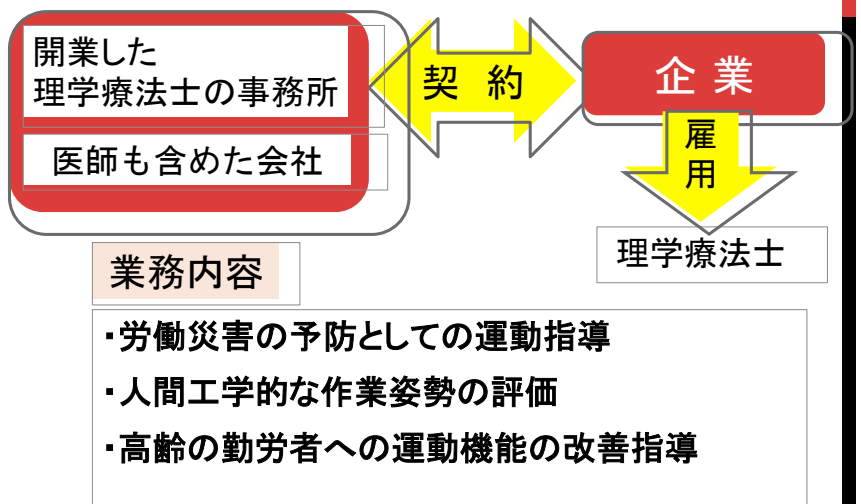 開業した
理学療法士の事務所
医師も含めた会社
契 約
企 業
雇
用
理学療法士
業務内容
・労働災害の予防としての運動指導
・人間工学的な作業姿勢の評価
・高齢の勤労者への運動機能の改善指導